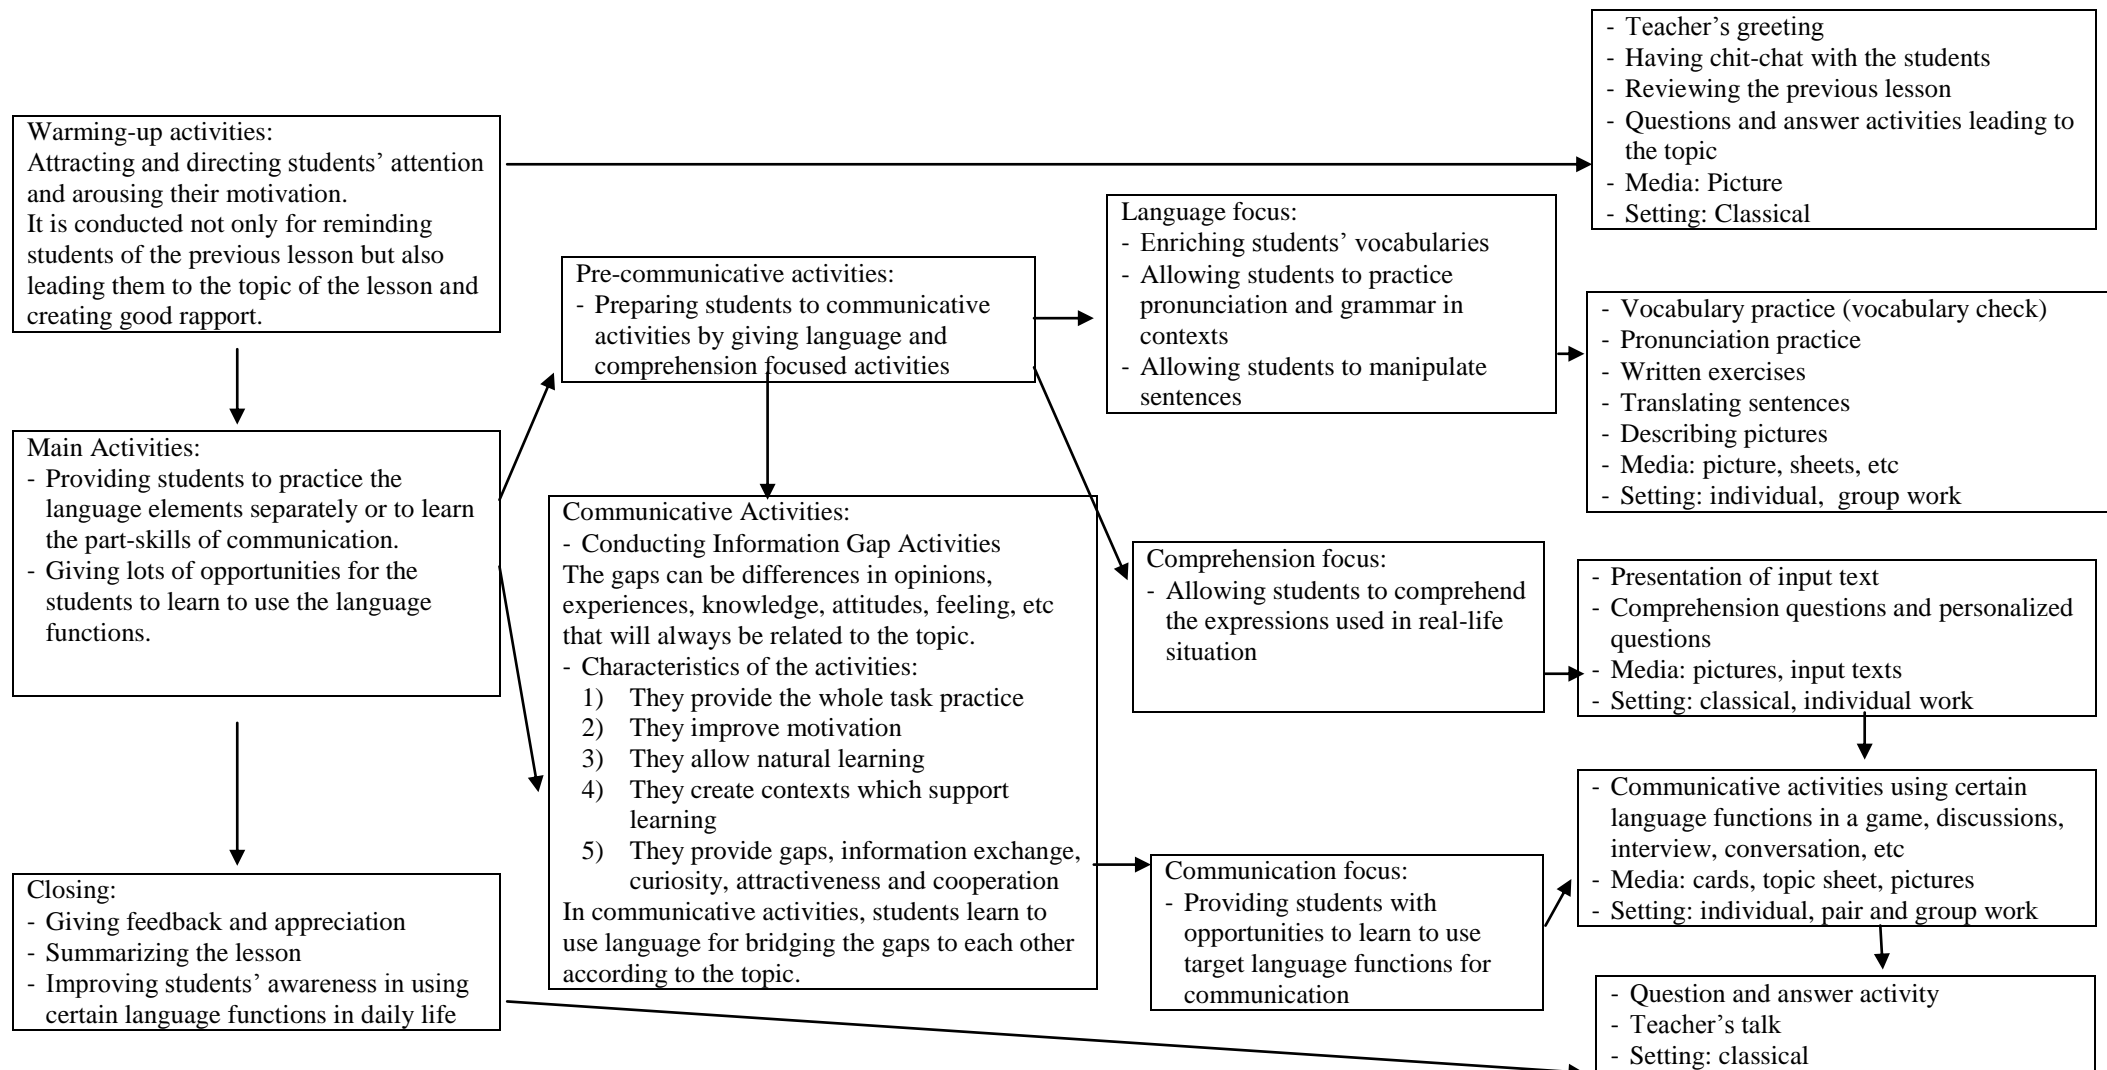 Warming-up activities:
Attracting and directing students’ attention
and arousing their motivation.
It is conducted not only for reminding
students of the previous lesson but also
leading them to the topic of the lesson and
creating good rapport.
Main Activities:
- Providing students to practice the
language elements separately or to learn
the part-skills of communication.
- Giving lots of opportunities for the
students to learn to use the language
functions.
Closing:
- Giving feedback and appreciation
- Summarizing the lesson
- Improving students’ awareness in using
certain language functions in daily life
Pre-communicative activities:
- Preparing students to communicative
activities by giving language and
comprehension focused activities
Communicative Activities:
- Conducting Information Gap Activities
The gaps can be differences in opinions,
experiences, knowledge, attitudes, feeling, etc
that will always be related to the topic.
- Characteristics of the activities:
1) They provide the whole task practice
2) They improve motivation
3) They allow natural learning
4) They create contexts which support
learning
5) They provide gaps, information exchange,
curiosity, attractiveness and cooperation
In communicative activities, students learn to
use language for bridging the gaps to each other
according to the topic.
Language focus:
- Enriching students’ vocabularies
- Allowing students to practice
pronunciation and grammar in
contexts
- Allowing students to manipulate
sentences
Comprehension focus:
- Allowing students to comprehend
the expressions used in real-life
situation
Communication focus:
- Providing students with
opportunities to learn to use
target language functions for
communication
- Teacher’s greeting
- Having chit-chat with the students
- Reviewing the previous lesson
- Questions and answer activities leading to
the topic
- Media: Picture
- Setting: Classical
- Vocabulary practice (vocabulary check)
- Pronunciation practice
- Written exercises
- Translating sentences
- Describing pictures
- Media: picture, sheets, etc
- Setting: individual, group work
- Presentation of input text
- Comprehension questions and personalized
questions
- Media: pictures, input texts
- Setting: classical, individual work
- Communicative activities using certain
language functions in a game, discussions,
interview, conversation, etc
- Media: cards, topic sheet, pictures
- Setting: individual, pair and group work
- Question and answer activity
- Teacher’s talk
- Setting: classical